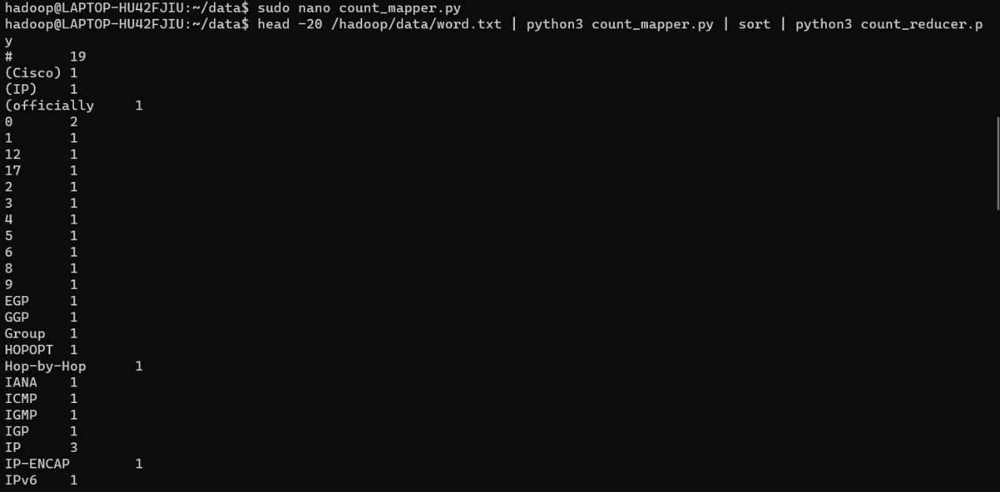 hadoop@LAPTOP-HU42FJIU:~/data$ sudo nano count_mapper.py
hadoop@LAPTOP-HU42FJIU:~/data$ head -20 /hadoop/data/word.txt | python3 count_mapper.py | sort | python3 count_reducer.p
y
#	19
(Cisco)	1
(IP)	1
(officially	1
0	2
1	1
12	1
17	1
2	1
3	1
4	1
5	1
6	1
8	1
9	1
EGP	1
GGP	1
Group	1
HOPOPT	1
Hop-by-Hop	1
IANA	1
ICMP	1
IGMP	1
IGP	1
IP	3
IP-ENCAP	1
IPv6	1